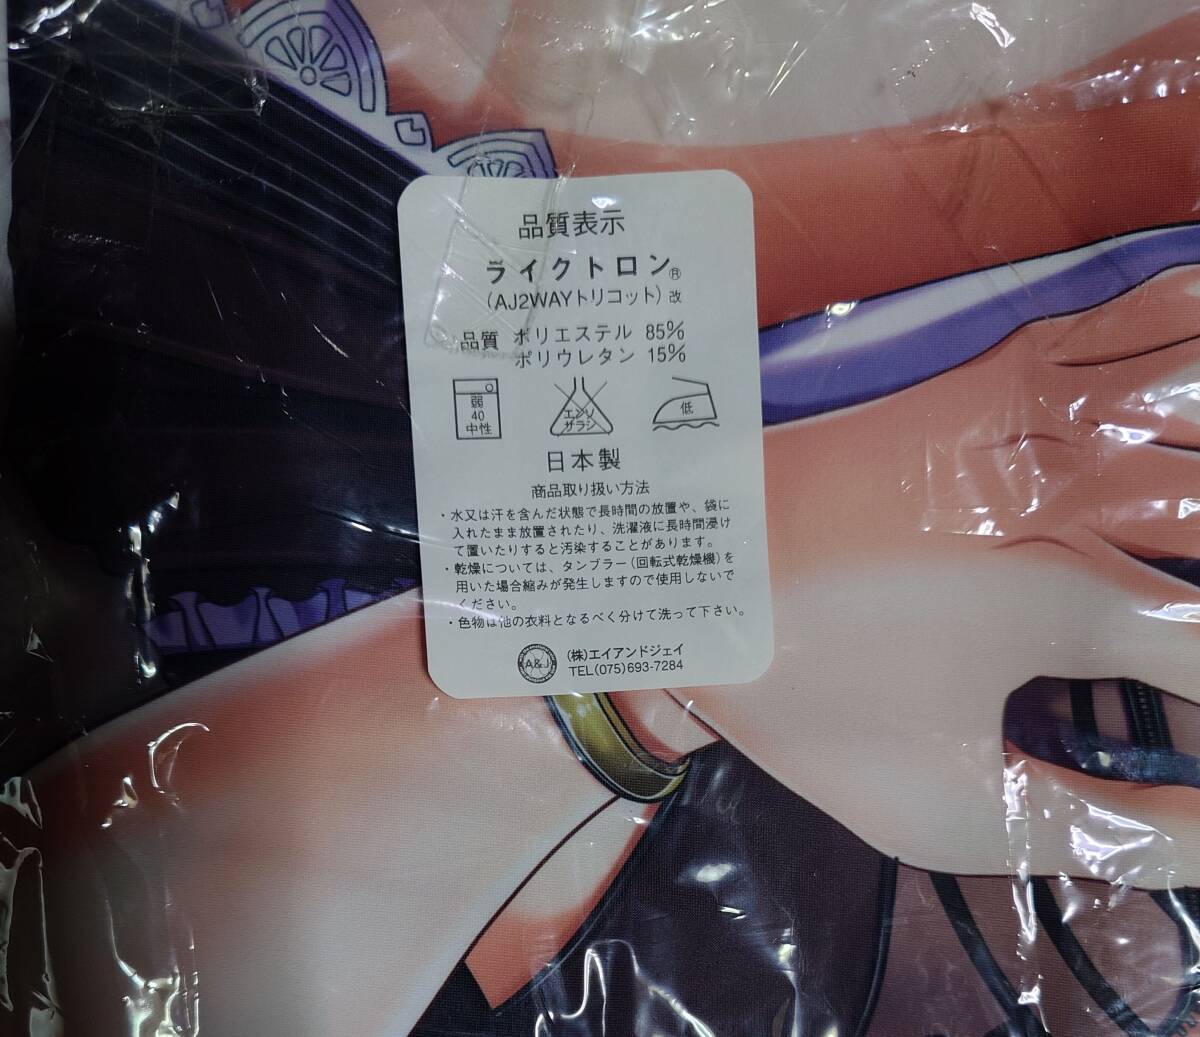 品質表示
ライクトロン®
（AJ2WAYトリコット）改
品質 ポリエステル 85%
ポリウレタン 15%
弱
40
中性
エンソ
サラシ
低
日本製
商品取り扱い方法
・水又は汗を含んだ状態で長時間の放置や、袋に
入れたまま放置されたり、洗濯液に長時間浸け
て置いたりすると汚染することがあります。
・乾燥については、タンブラー（回転式乾燥機）を
用いた場合縮みが発生しますので使用しないで
ください。
・色物は他の衣料となるべく分けて洗って下さい。
A&J
(株)エイアンドジェイ
TEL(075)693-7284